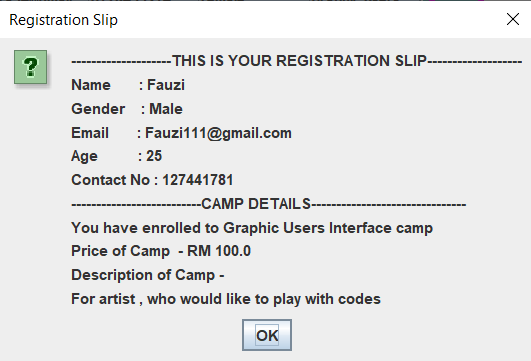 Registration Slip
--------------------THIS IS YOUR REGISTRATION SLIP-------------------
Name : Fauzi
Gender : Male
Email : Fauzi111@gmail.com
Age : 25
Contact No : 127441781
--------------------------CAMP DETAILS-------------------------------
You have enrolled to Graphic Users Interface camp
Price of Camp - RM 100.0
Description of Camp -
For artist , who would like to play with codes
OK